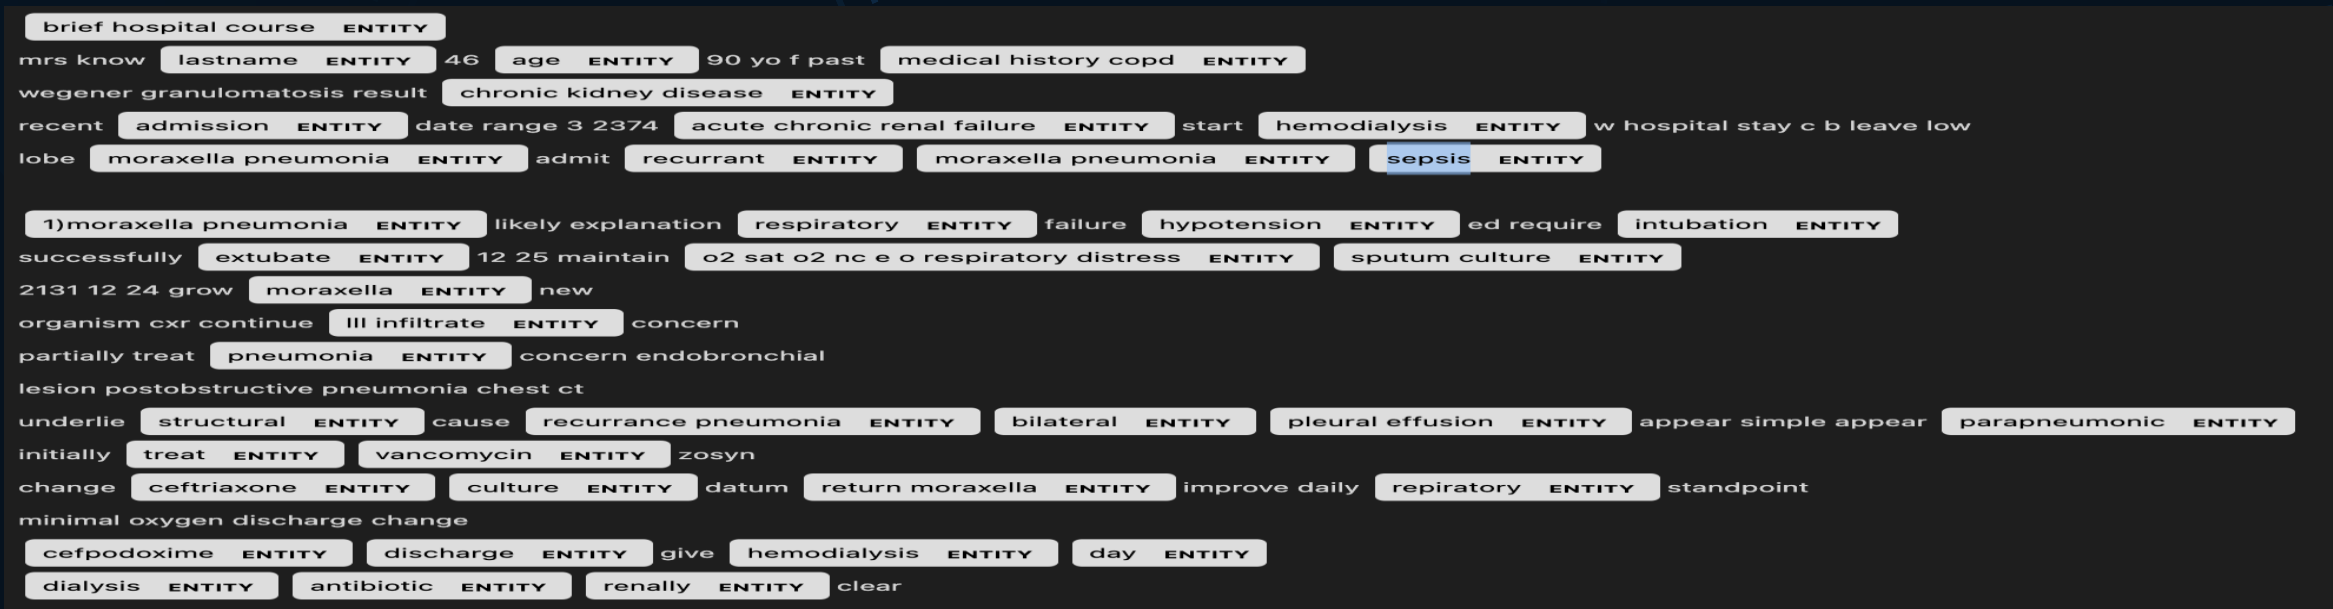 brief hospital course ENTITY
mrs know lastname ENTITY 46 age ENTITY 90 yo f past medical history copd ENTITY
wegener granulomatosis result chronic kidney disease ENTITY
recent admission ENTITY date range 3 2374 acute chronic renal failure ENTITY start hemodialysis ENTITY w hospital stay c b leave low
lobe moraxella pneumonia ENTITY admit recurrant ENTITY moraxella pneumonia ENTITY sepsis ENTITY
1)moraxella pneumonia ENTITY likely explanation respiratory ENTITY failure hypotension ENTITY ed require intubation ENTITY
successfully extubate ENTITY 12 25 maintain o2 sat o2 nc e o respiratory distress ENTITY sputum culture ENTITY
2131 12 24 grow moraxella ENTITY new
organism cxr continue lll infiltrate ENTITY concern
partially treat pneumonia ENTITY concern endobronchial
lesion postobstructive pneumonia chest ct
underlie structural ENTITY cause recurrance pneumonia ENTITY bilateral ENTITY pleural effusion ENTITY appear simple appear parapneumonic ENTITY
initially treat ENTITY vancomycin ENTITY zosyn
change ceftriaxone ENTITY culture ENTITY datum return moraxella ENTITY improve daily repiratory ENTITY standpoint
minimal oxygen discharge change
cefpodoxime ENTITY discharge ENTITY give hemodialysis ENTITY day ENTITY
dialysis ENTITY antibiotic ENTITY renally ENTITY clear